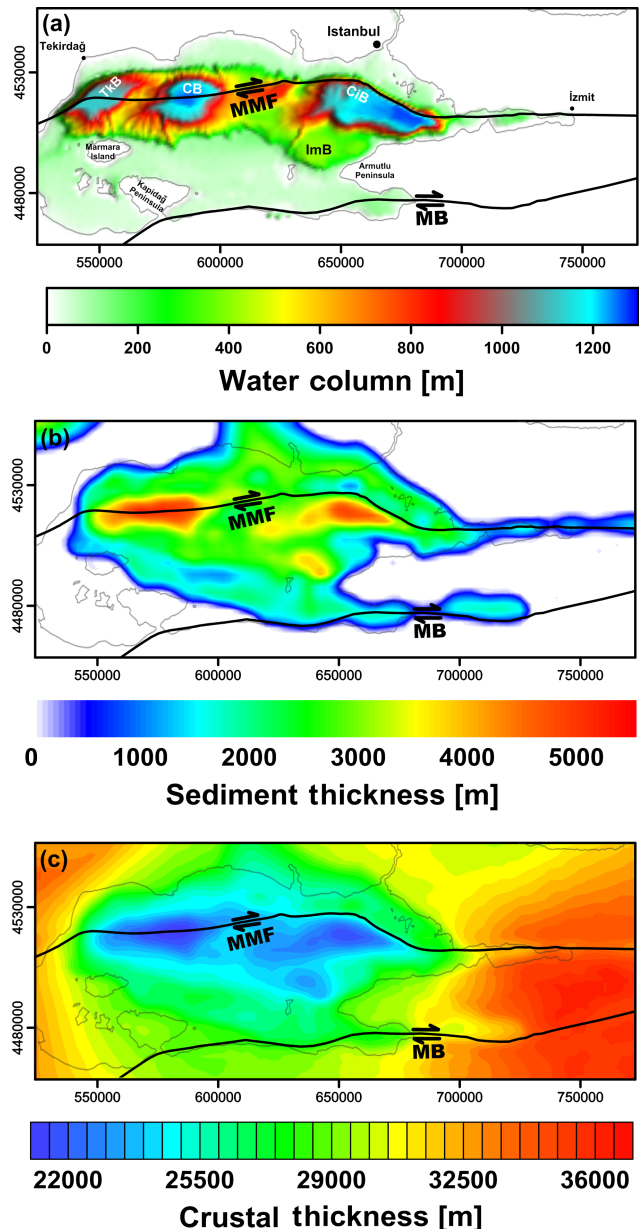 (a)
Istanbul
Tekirdağ
4530000
TkB
CB
MMF
CiB
İzmit
ImB
Marmara
Island
Armutlu
Peninsula
Kapidağ
Peninsula
4480000
MB
550000 600000 650000 700000 750000
0 200 400 600 800 1000 1200
Water column [m]
(b)
4530000
MMF
4480000
MB
550000 600000 650000 700000 750000
0 1000 2000 3000 4000 5000
Sediment thickness [m]
(c)
4530000
MMF
4480000
MB
550000 600000 650000 700000 750000
22000 25500 29000 32500 36000
Crustal thickness [m]